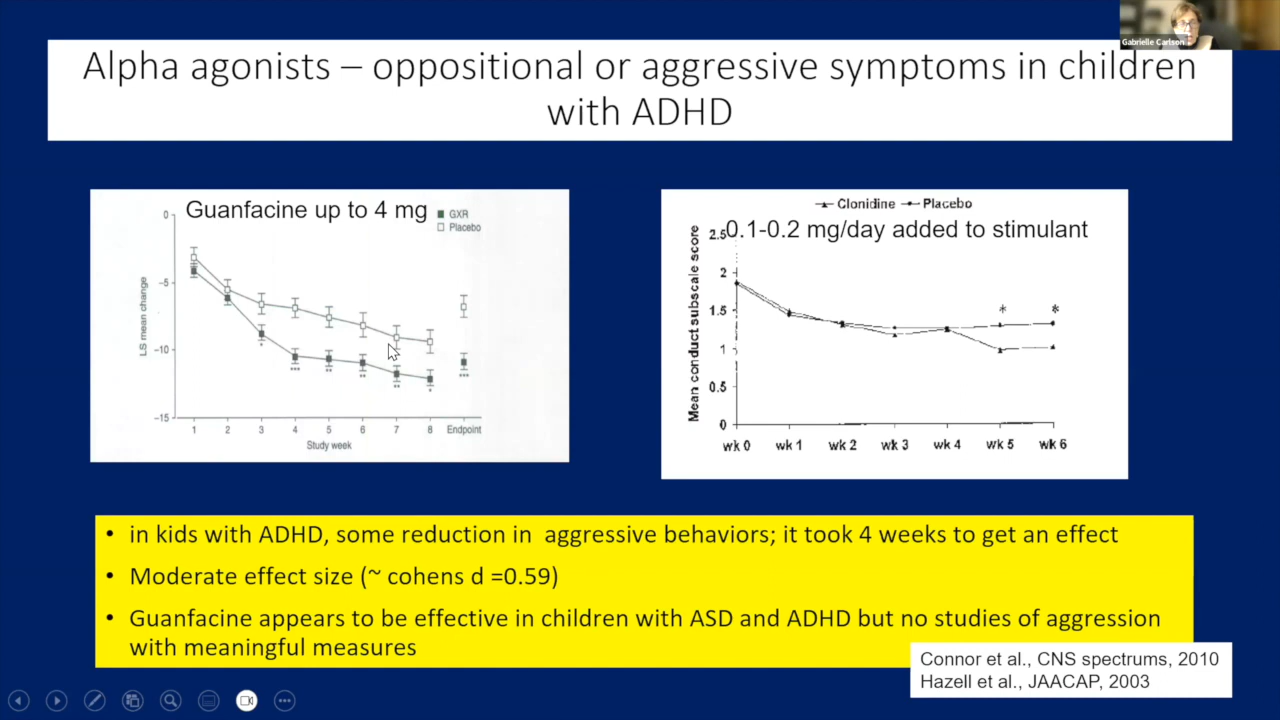 Gabrielle Carlson
Alpha agonists – oppositional or aggressive symptoms in children
with ADHD
Guanfacine up to 4 mg
GXR
Placebo
0
-5
-10
-15
LS mean change
*
***
**
**
**
*
***
1 2 3 4 5 6 7 8 Endpoint
Study week
Clonidine Placebo
0.1-0.2 mg/day added to stimulant
Mean conduct subscale score
2.5
2
1.5
1
0.5
0
* *
wk 0 wk 1 wk 2 wk 3 wk 4 wk 5 wk 6
• in kids with ADHD, some reduction in aggressive behaviors; it took 4 weeks to get an effect
• Moderate effect size (~ cohens d =0.59)
• Guanfacine appears to be effective in children with ASD and ADHD but no studies of aggression
with meaningful measures
Connor et al., CNS spectrums, 2010
Hazell et al., JAACAP, 2003